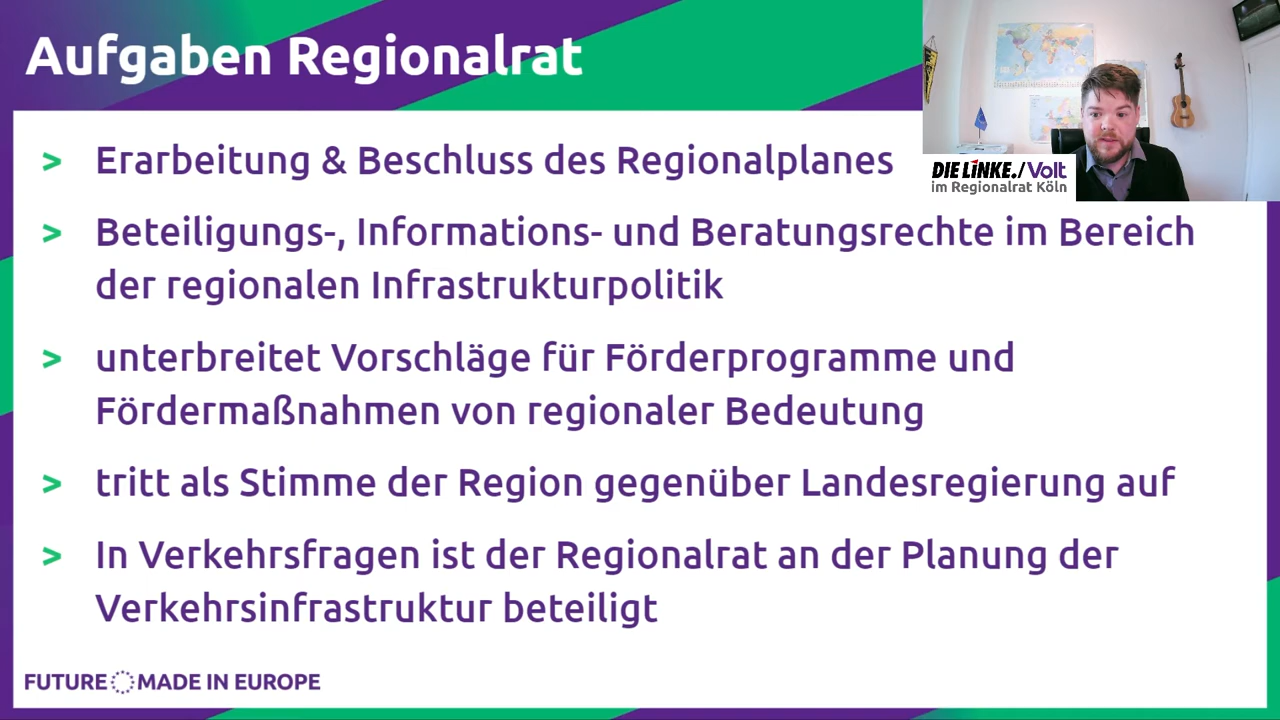 Aufgaben Regionalrat
> Erarbeitung & Beschluss des Regionalplanes
DIE LiNKE./Volt
im Regionalrat Köln
> Beteiligungs-, Informations- und Beratungsrechte im Bereich
der regionalen Infrastrukturpolitik
> unterbreitet Vorschläge für Förderprogramme und
Fördermaßnahmen von regionaler Bedeutung
> tritt als Stimme der Region gegenüber Landesregierung auf
> In Verkehrsfragen ist der Regionalrat an der Planung der
Verkehrsinfrastruktur beteiligt
FUTURE MADE IN EUROPE